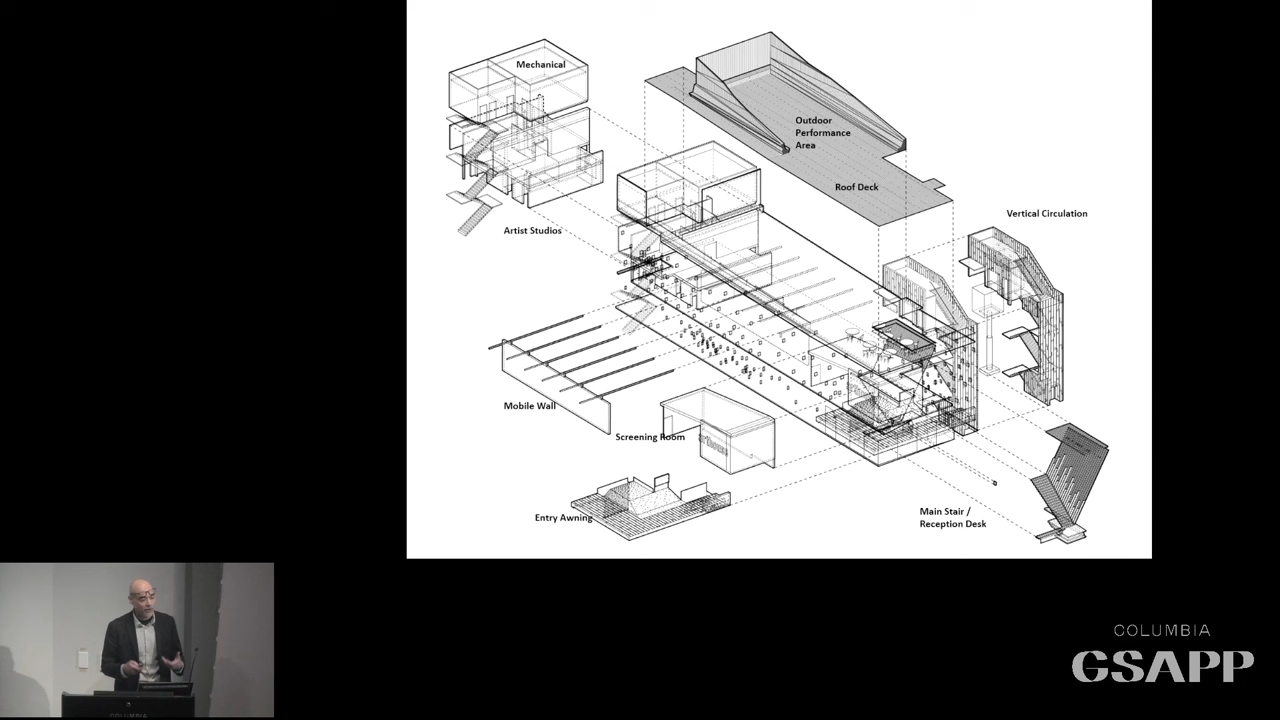 Mechanical
Outdoor
Performance
Area
Roof Deck
Vertical Circulation
Artist Studios
Mobile Wall
Screening Room
Entry Awning
Main Stair /
Reception Desk
COLUMBIA
GSAPP
COLUMBIA